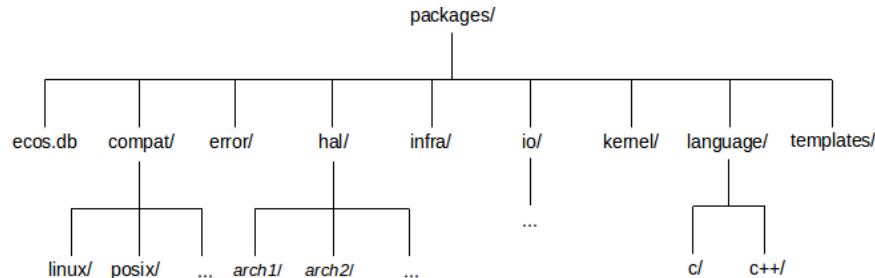 packages/
ecos.db compat/ error/ hal/ infra/ io/ kernel/ language/ templates/
...
linux/ posix/ ... arch1/ arch2/ ... c/ c++/